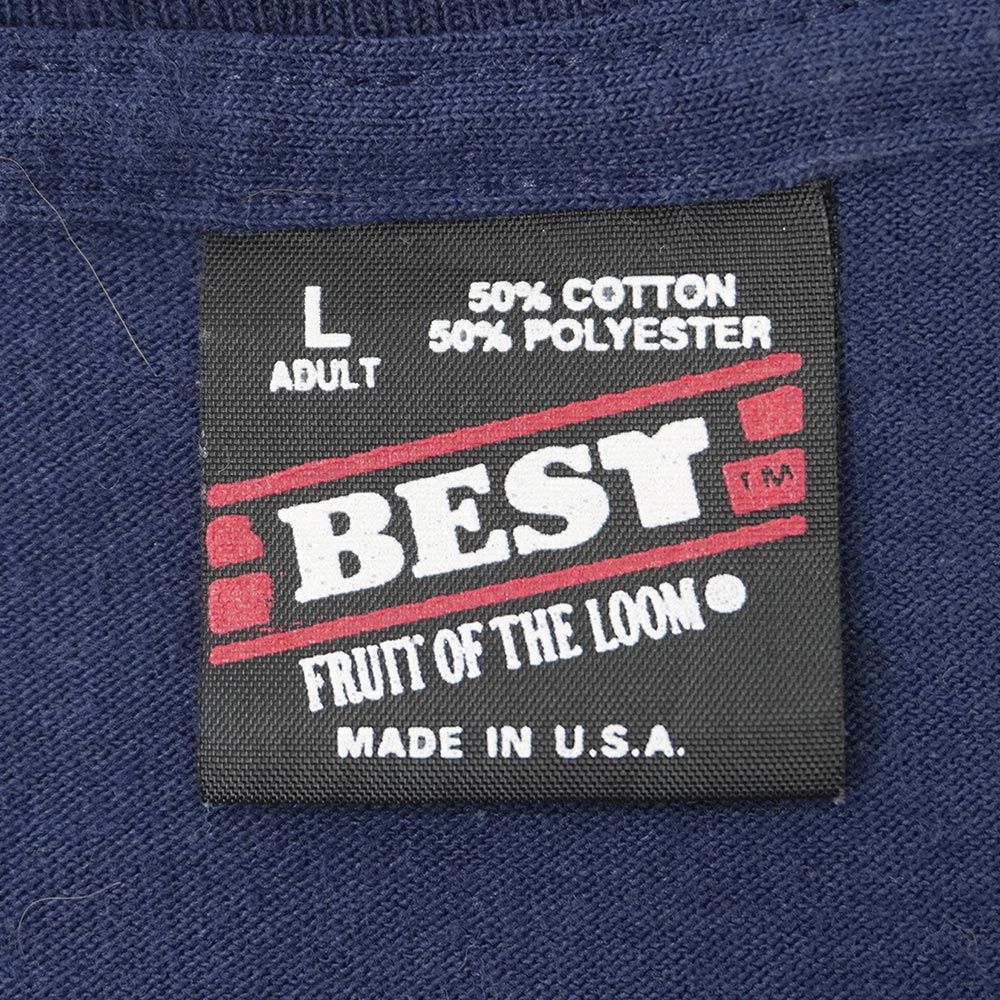 L
ADULT
50% COTTON
50% POLYESTER
BEST
TM
FRUIT OF THE LOOM
MADE IN U.S.A.